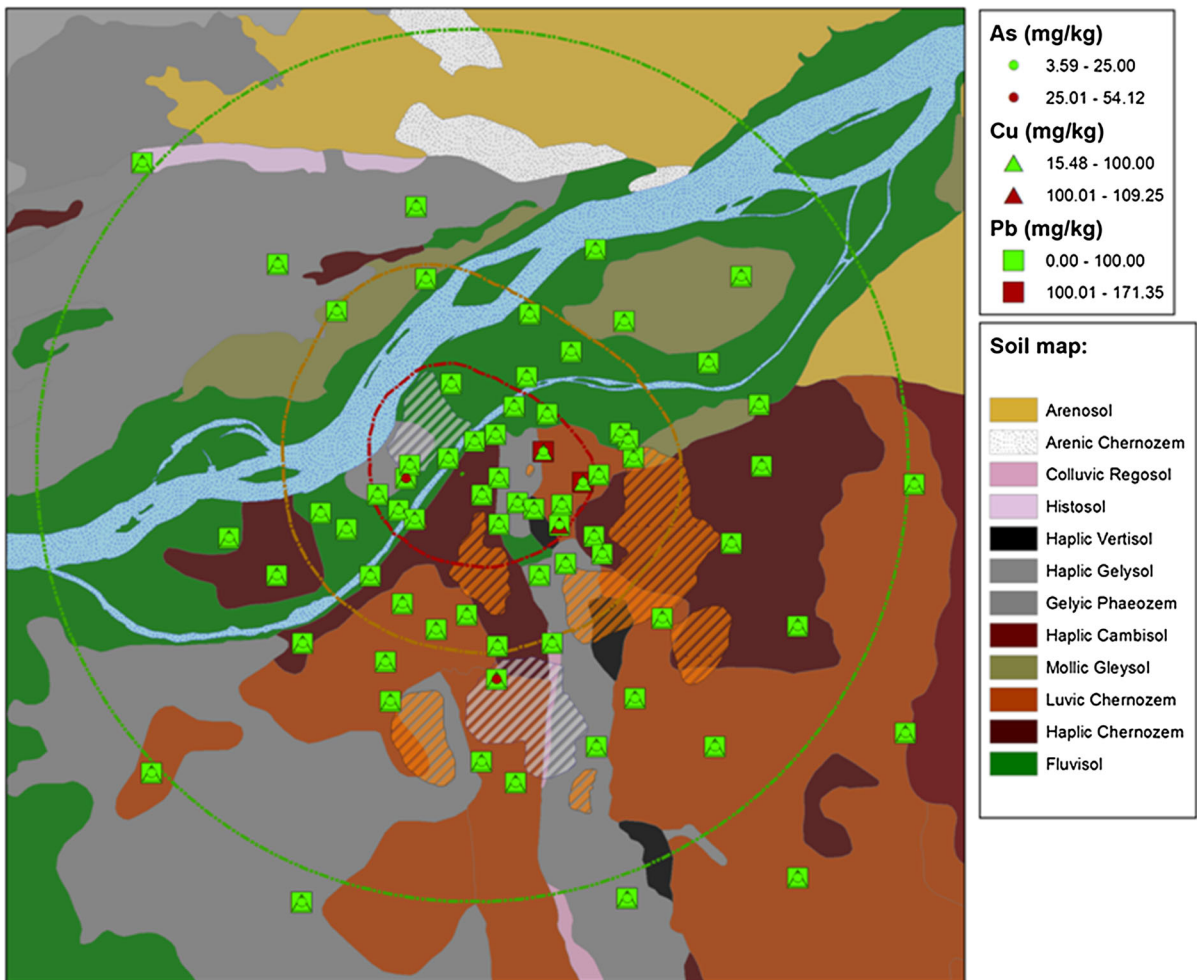 As (mg/kg)
3.59 - 25.00
25.01 - 54.12
Cu (mg/kg)
15.48 - 100.00
100.01 - 109.25
Pb (mg/kg)
0.00 - 100.00
100.01 - 171.35
Soil map:
Arenosol
Arenic Chernozem
Colluvic Regosol
Histosol
Haplic Vertisol
Haplic Gelysol
Gelyic Phaeozem
Haplic Cambisol
Mollic Gleysol
Luvic Chernozem
Haplic Chernozem
Fluvisol